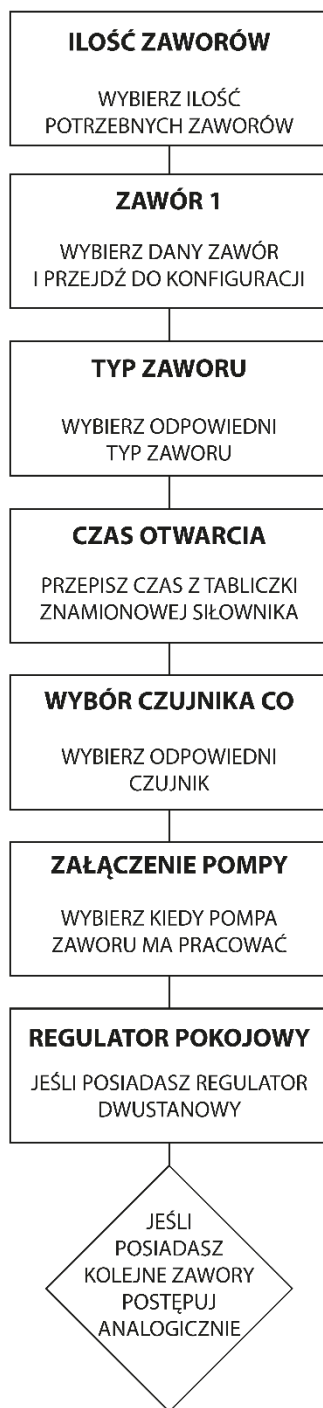 ILOŚĆ ZAWORÓW
WYBIERZ ILOŚĆ
POTRZEBNYCH ZAWORÓW
ZAWÓR 1
WYBIERZ DANY ZAWÓR
I PRZEJDŹ DO KONFIGURACJI
TYP ZAWORU
WYBIERZ ODPOWIEDNI
TYP ZAWORU
CZAS OTWARCIA
PRZEPISZ CZAS Z TABLICZKI
ZNAMIONOWEJ SIŁOWNIKA
WYBÓR CZUJNIKA CO
WYBIERZ ODPOWIEDNI
CZUJNIK
ZAŁĄCZENIE POMPY
WYBIERZ KIEDY POMPA
ZAWORU MA PRACOWAĆ
REGULATOR POKOJOWY
JEŚLI POSIADASZ REGULATOR
DWUSTANOWY
JEŚLI
POSIADASZ
KOLEJNE ZAWORY
POSTĘPUJ
ANALOGICZNIE